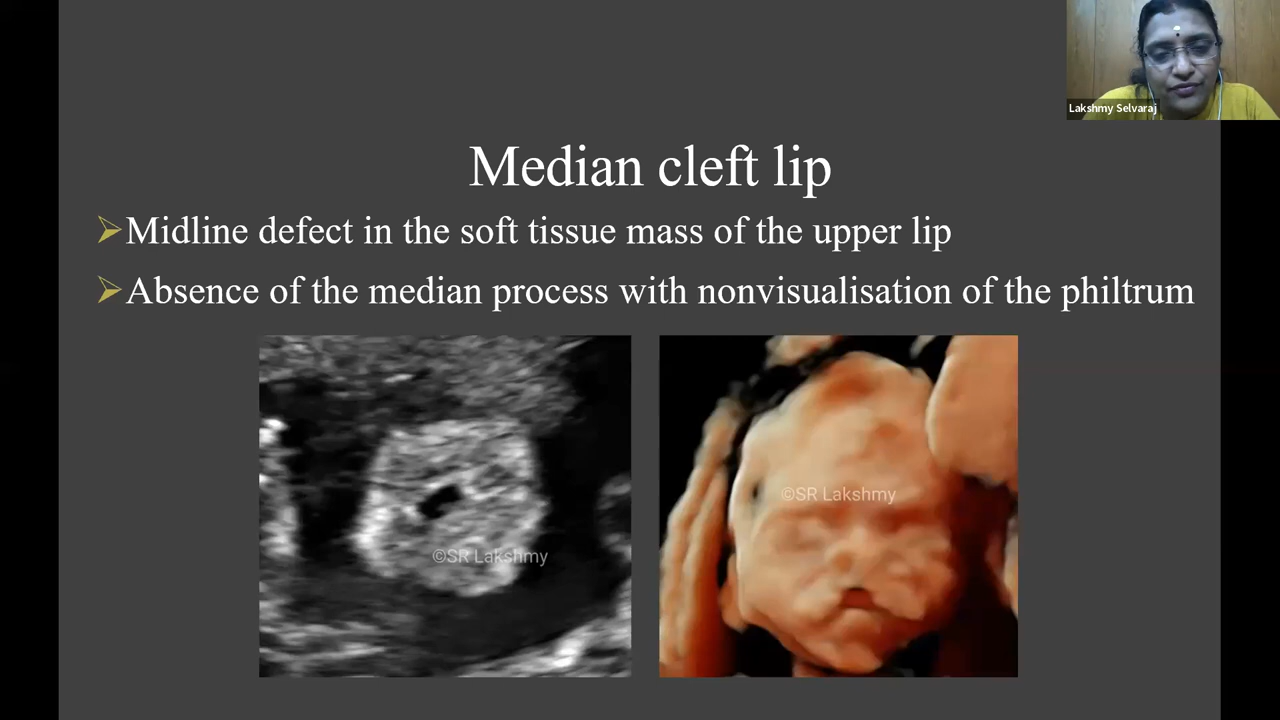 Lakshmy Selvaraj
Median cleft lip
Midline defect in the soft tissue mass of the upper lip
Absence of the median process with nonvisualisation of the philtrum
©SR Lakshmy
©SR Lakshmy